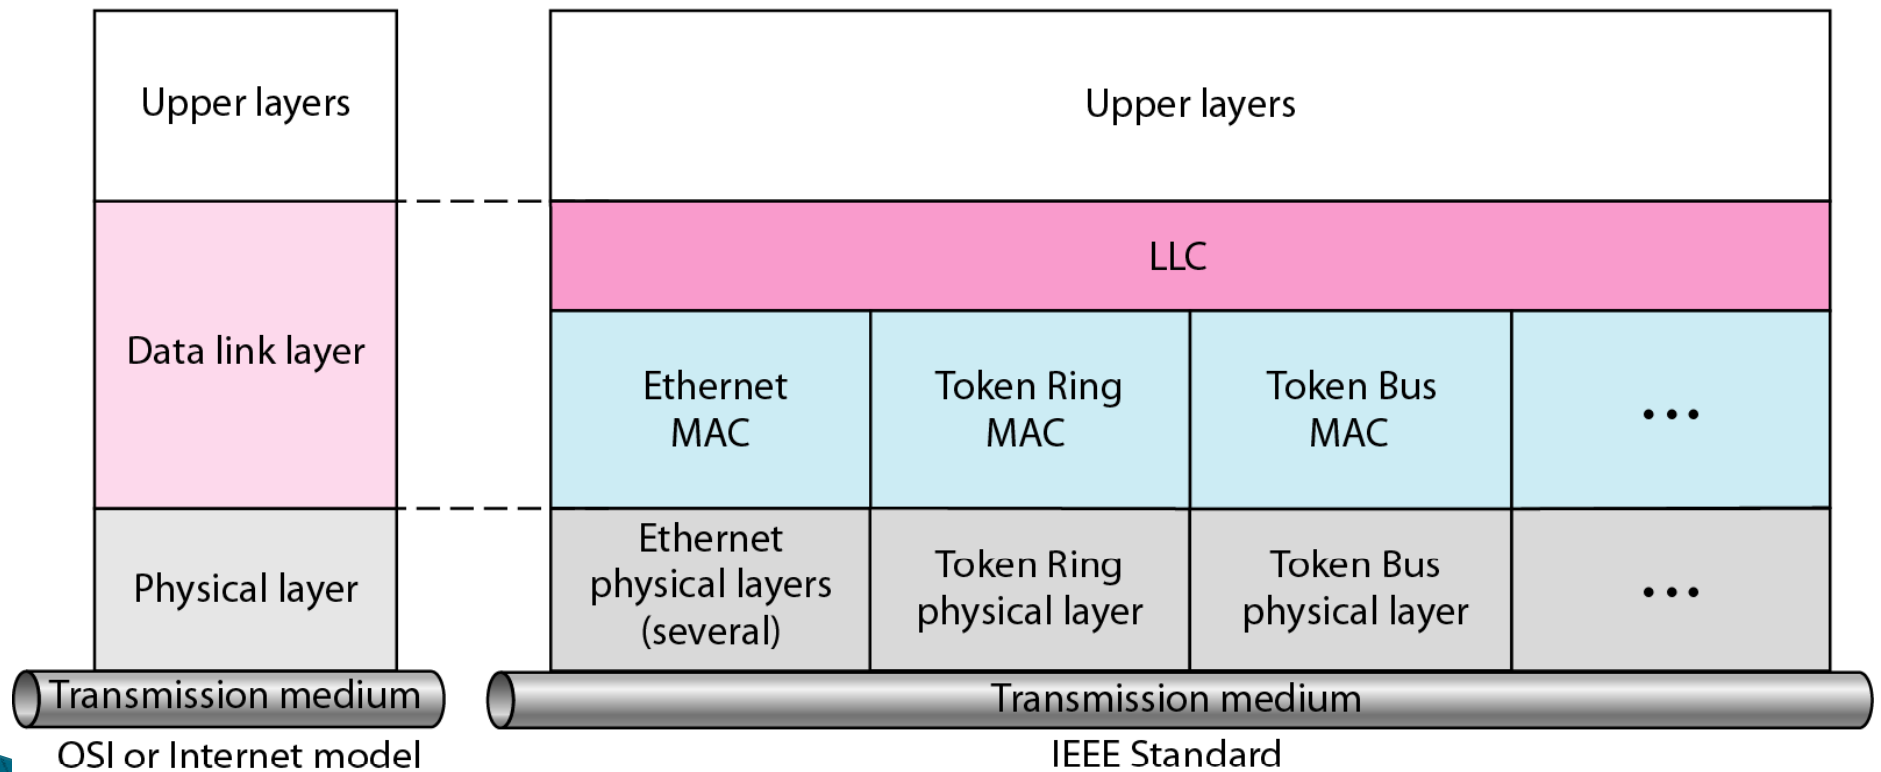 Upper layers
Data link layer
Physical layer
Transmission medium
OSI or Internet model
Upper layers
LLC
Ethernet
MAC
Token Ring
MAC
Token Bus
MAC
...
Ethernet
physical layers
(several)
Token Ring
physical layer
Token Bus
physical layer
...
Transmission medium
IEEE Standard